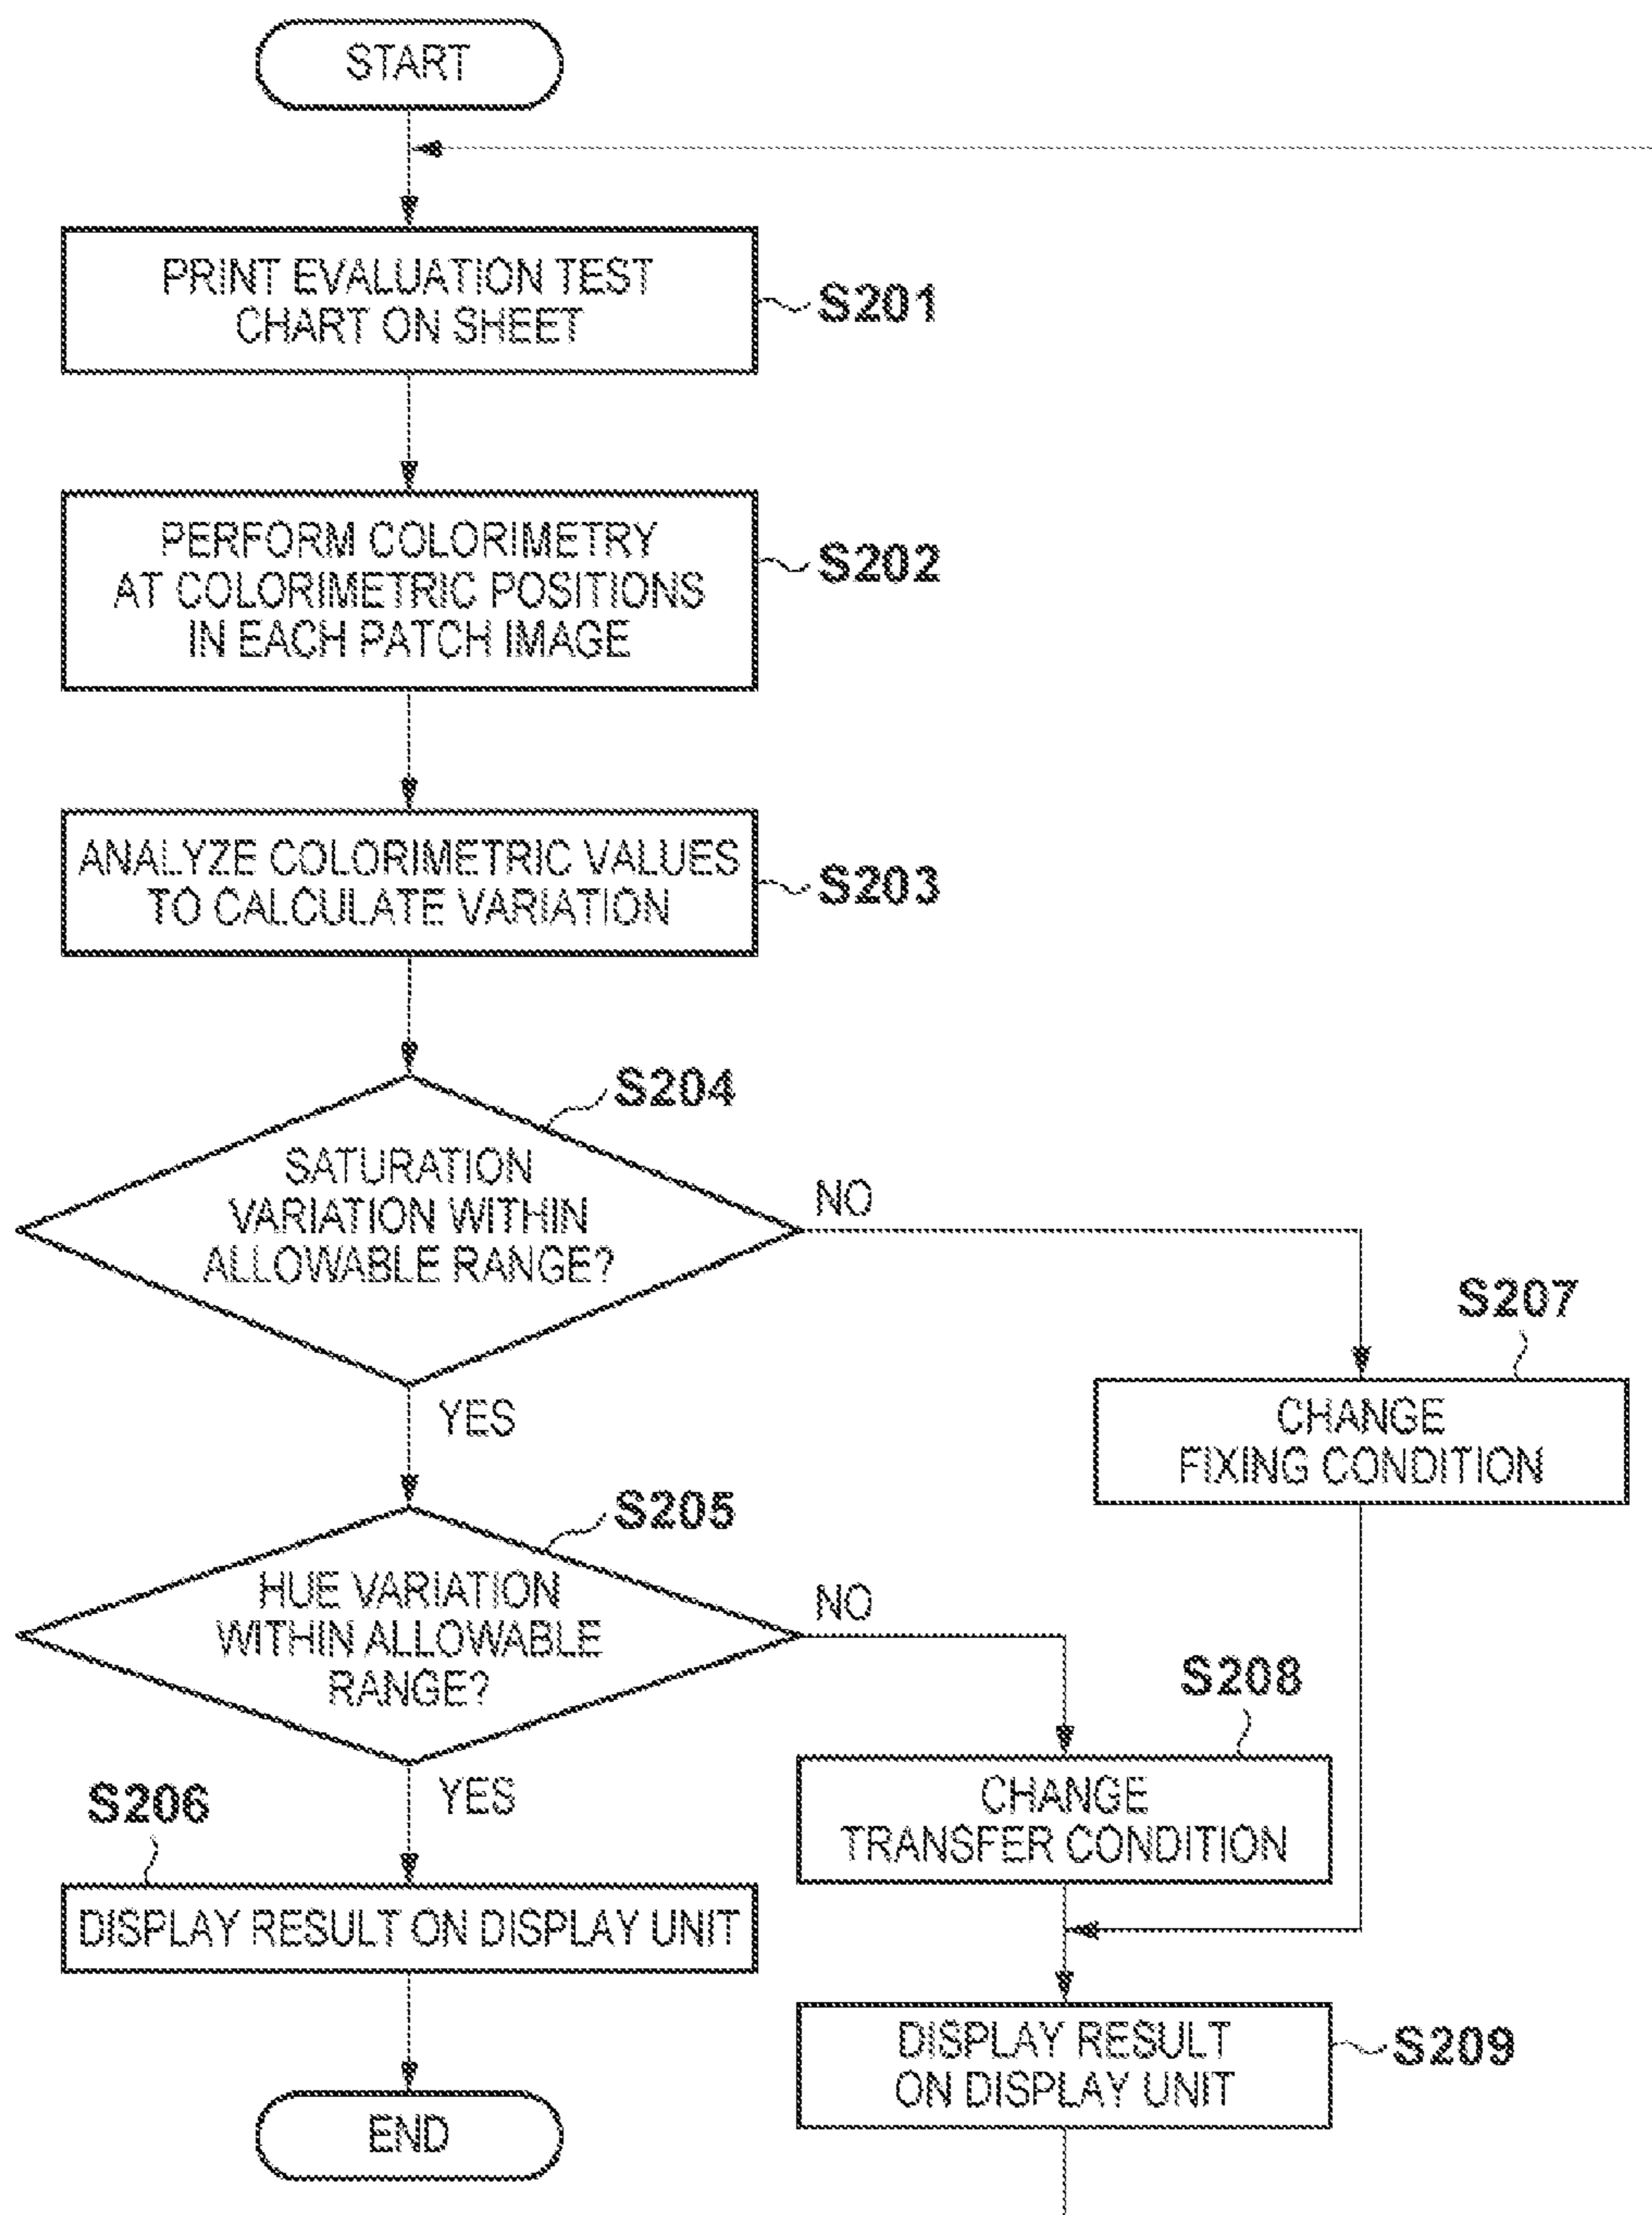 START
PRINT EVALUATION TEST
CHART ON SHEET
S201
PERFORM COLORIMETRY
AT COLORIMETRIC POSITIONS
IN EACH PATCH IMAGE
S202
ANALYZE COLORIMETRIC VALUES
TO CALCULATE VARIATION
S203
S204
SATURATION
VARIATION WITHIN
ALLOWABLE RANGE?
NO
YES
S207
CHANGE
FIXING CONDITION
S205
HUE VARIATION
WITHIN ALLOWABLE
RANGE?
NO
YES
S208
CHANGE
TRANSFER CONDITION
S206
DISPLAY RESULT ON DISPLAY UNIT
DISPLAY RESULT
ON DISPLAY UNIT
S209
END